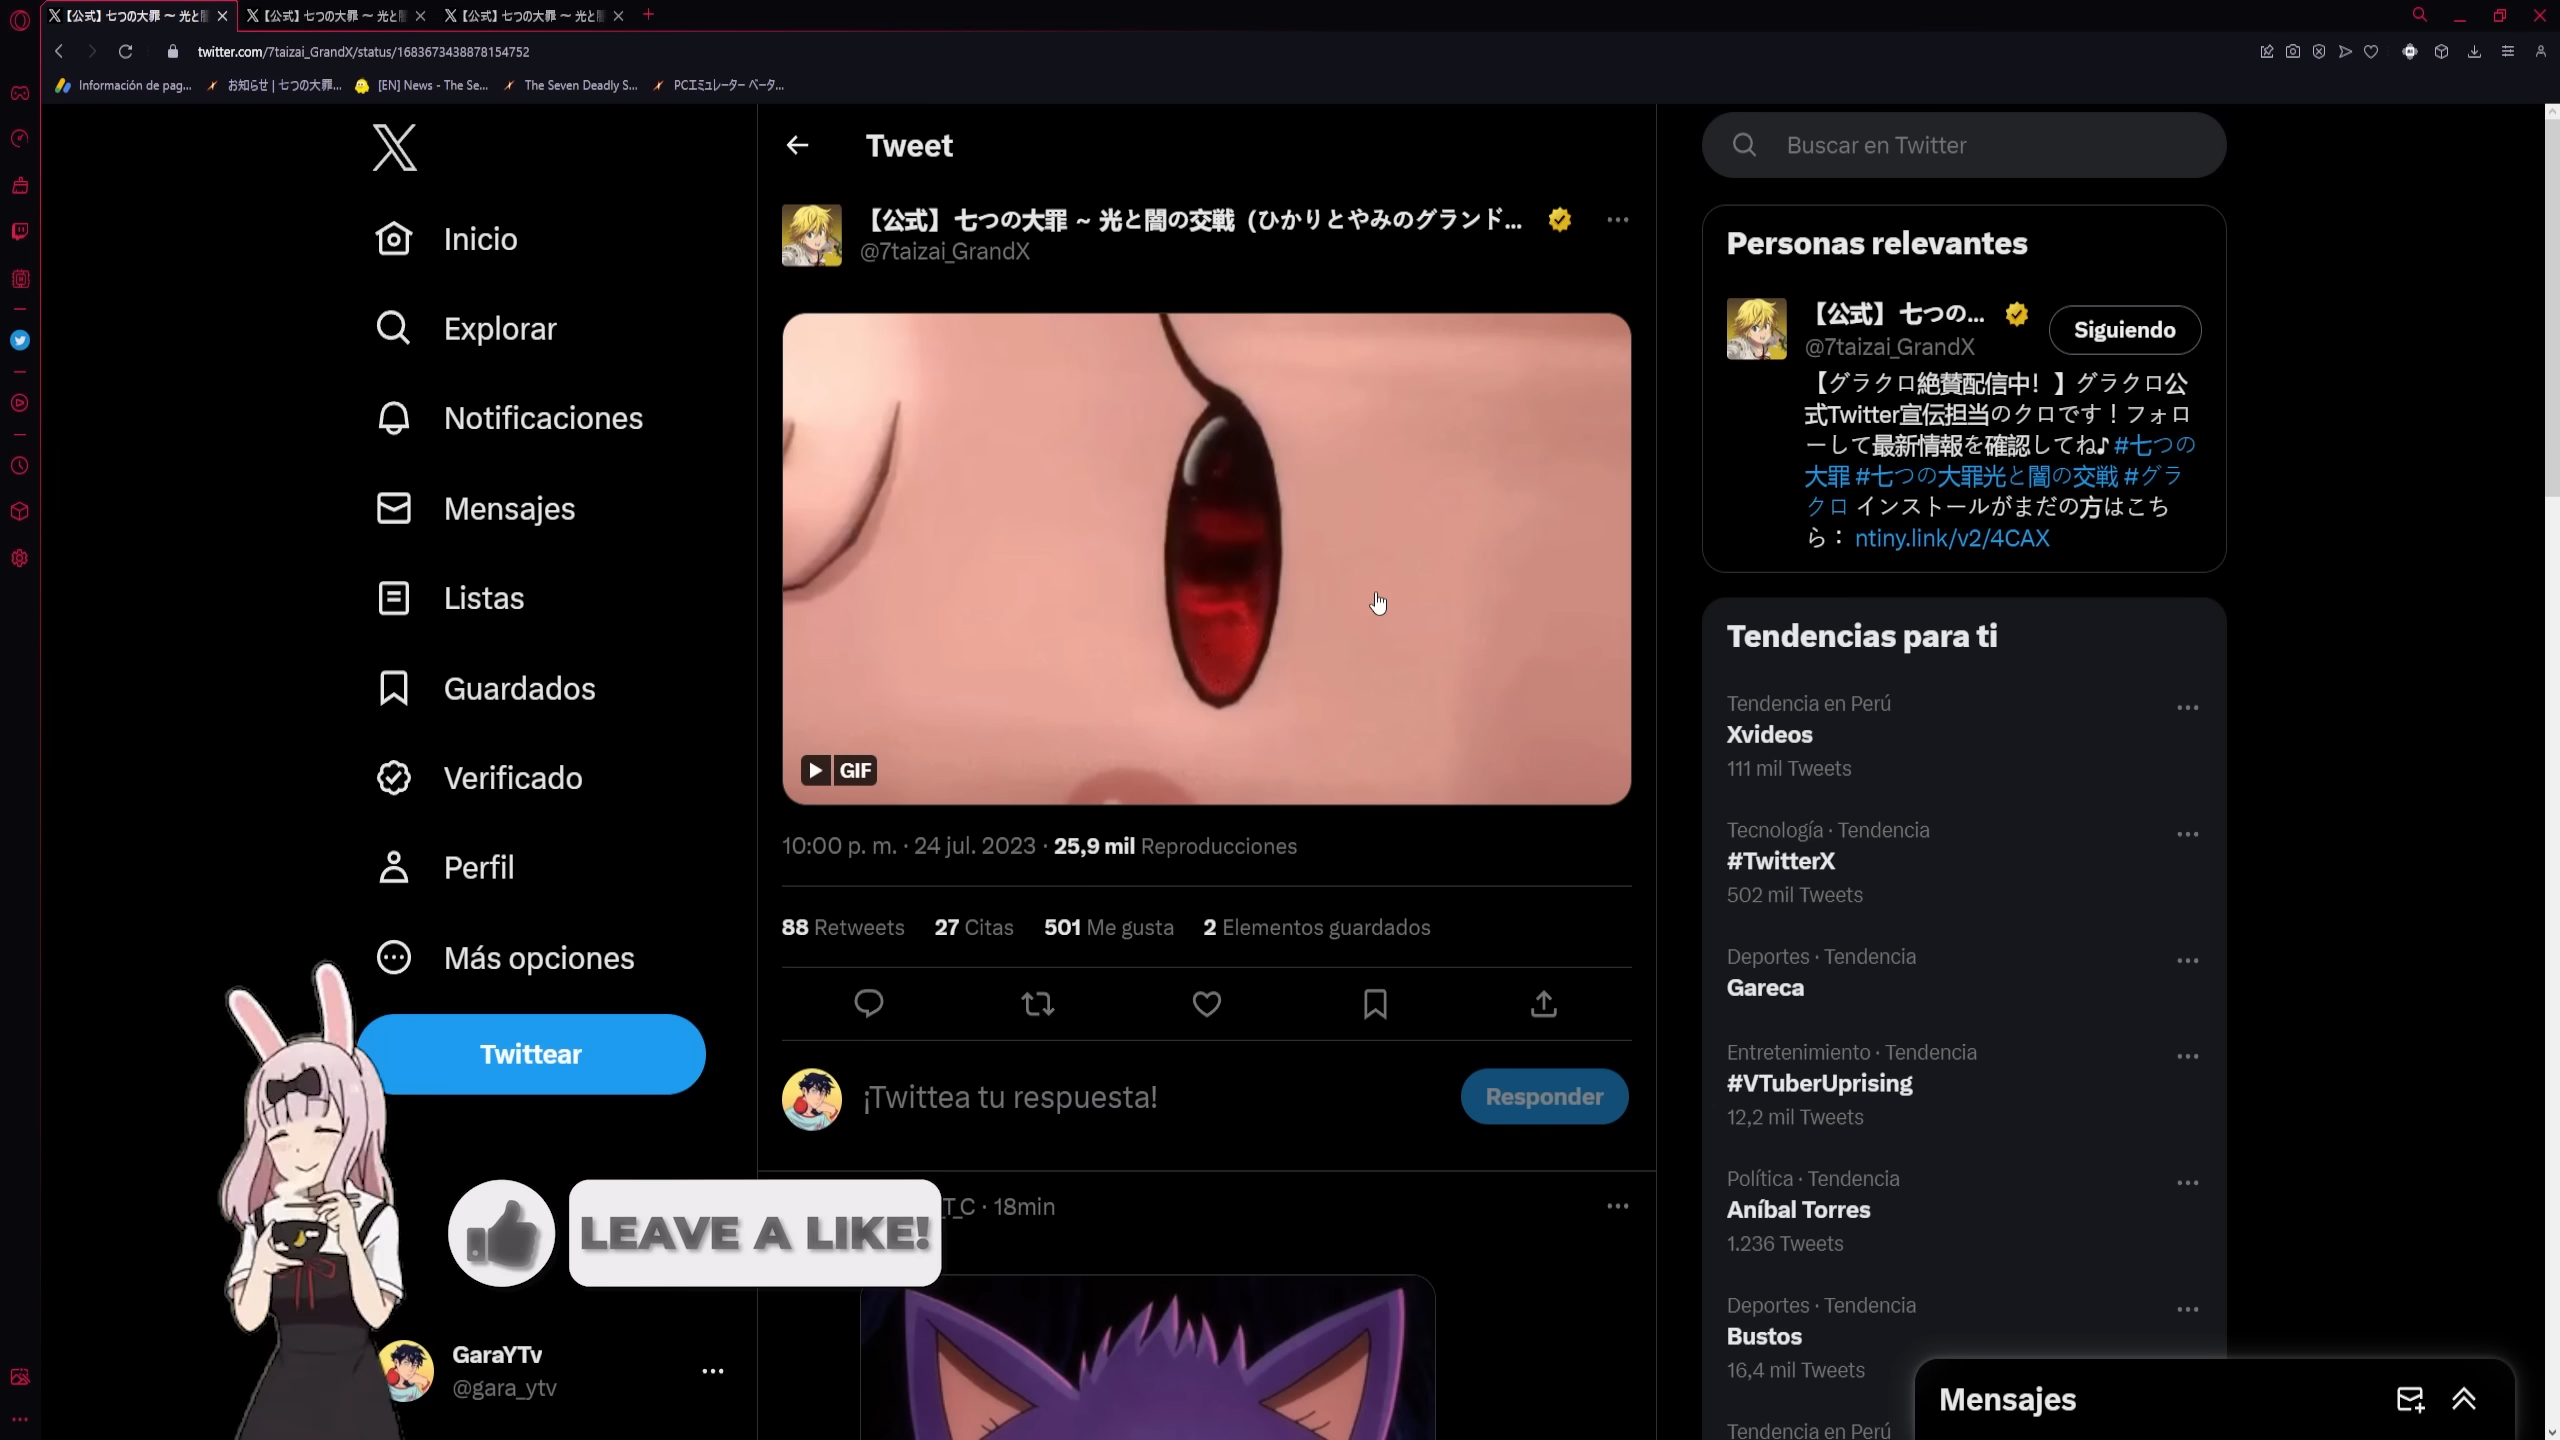 【公式】七つの大罪 ～ 光と
【公式】七つの大罪 ～ 光と
【公式】七つの大罪 ～ 光と
twitter.com/7taizai_GrandX/status/1683673438878154752
Información de pag...
お知らせ | 七つの大罪...
[EN] News - The Se...
The Seven Deadly S...
PCエミュレーター ベータ...
Inicio
Explorar
Notificaciones
Mensajes
Listas
Guardados
Verificado
Perfil
Más opciones
Twittear
LEAVE A LIKE!
GaraYTv
@gara_ytv
Tweet
【公式】七つの大罪 ~ 光と闇の交戦（ひかりとやみのグランド...
@7taizai_GrandX
GIF
10:00 p. m. · 24 jul. 2023 · 25,9 mil Reproducciones
88 Retweets 27 Citas 501 Me gusta 2 Elementos guardados
¡Twittea tu respuesta!
Responder
_T_C · 18min
Buscar en Twitter
Personas relevantes
【公式】七つの...
Siguiendo
@7taizai_GrandX
【グラクロ絶賛配信中！】グラクロ公
式Twitter宣伝担当のクロです！フォロ
ーして最新情報を確認してね♪ #七つの
大罪 #七つの大罪光と闇の交戦 #グラ
クロ インストールがまだの方はこち
ら： ntiny.link/v2/4CAX
Tendencias para ti
Tendencia en Perú
Xvideos
111 mil Tweets
Tecnología · Tendencia
#TwitterX
502 mil Tweets
Deportes · Tendencia
Gareca
Entretenimiento · Tendencia
#VTuberUprising
12,2 mil Tweets
Política · Tendencia
Aníbal Torres
1.236 Tweets
Deportes · Tendencia
Bustos
16,4 mil Tweets
Tendencia en Perú
Mensajes